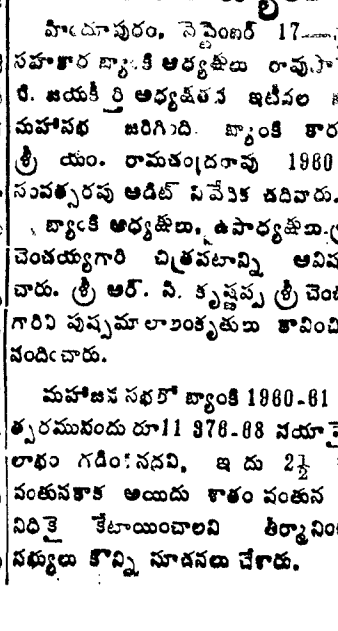 హిందూపురం, సెప్టెంబర్ 17—
సహకార బ్యాంకి అధ్యక్షులు రావుసా
టి. జయకీర్తి అధ్యక్షతన ఇటీవల
మహాసభ జరిగింది. బ్యాంకి కార
శ్రీ యం. రామచంద్రరావు 1960
సంవత్సరపు ఆడిట్ నివేదిక చదివారు.
బ్యాంకి అధ్యక్షులు, ఉపాధ్యక్షులు
చెంచయ్యగారి చిత్రపటాన్ని ఆవిష
చారు. శ్రీ ఆర్. సి. కృష్ణప్ప శ్రీ చెం
గారిని పుష్పమాలాలంకృతులు కావించి
వందించారు.
మహాజన సభలో బ్యాంకి 1960-61
త్సరమునందు రూ11 376-68 నయాపై
లాభం గడించినదని, ఇందు 2½
వంతునకాక అయిదు శాతం వంతున
నిధికై కేటాయించాలని తీర్మానిం
సభ్యులు కొన్ని సూచనలు చేశారు.